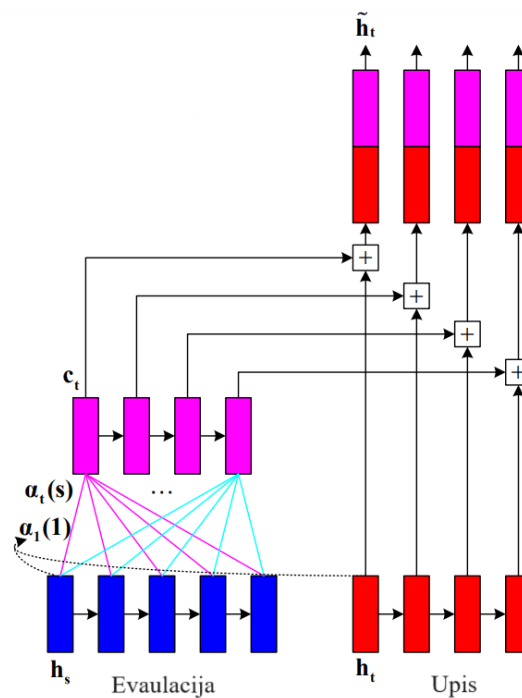 h̃ₜ
+
+
+
+
cₜ
αₜ(s)
...
α₁(1)
hₛ
hₜ
Evaulacija
Upis